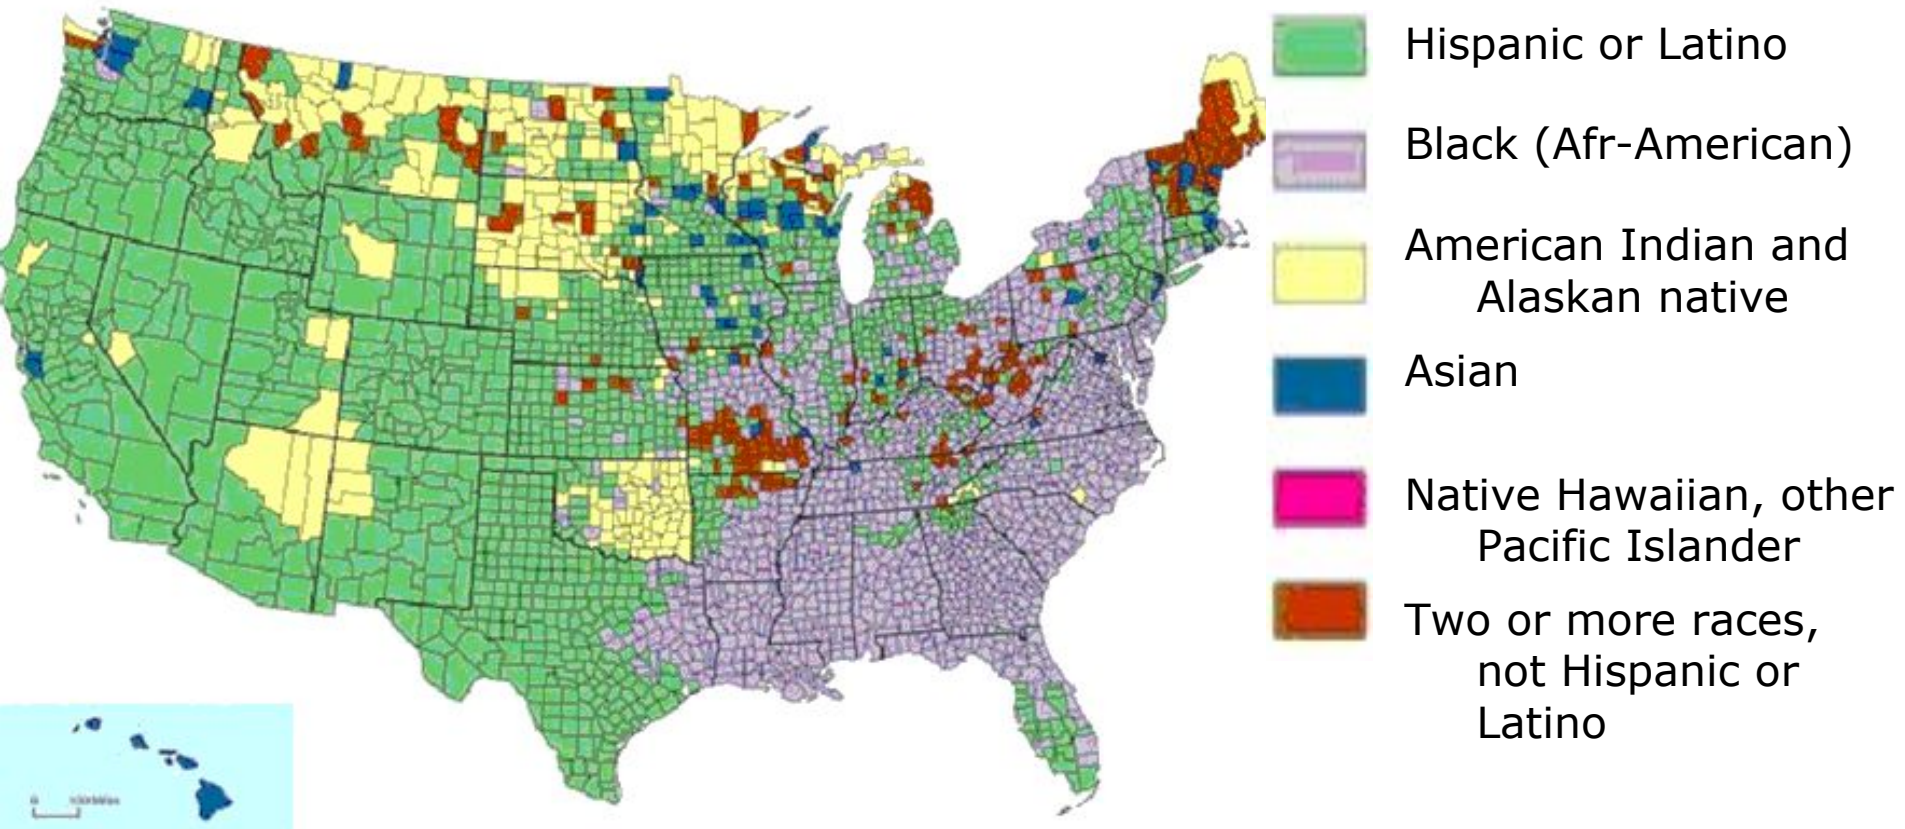 Hispanic or Latino
Black (Afr-American)
American Indian and
Alaskan native
Asian
Native Hawaiian, other
Pacific Islander
Two or more races,
not Hispanic or
Latino
0